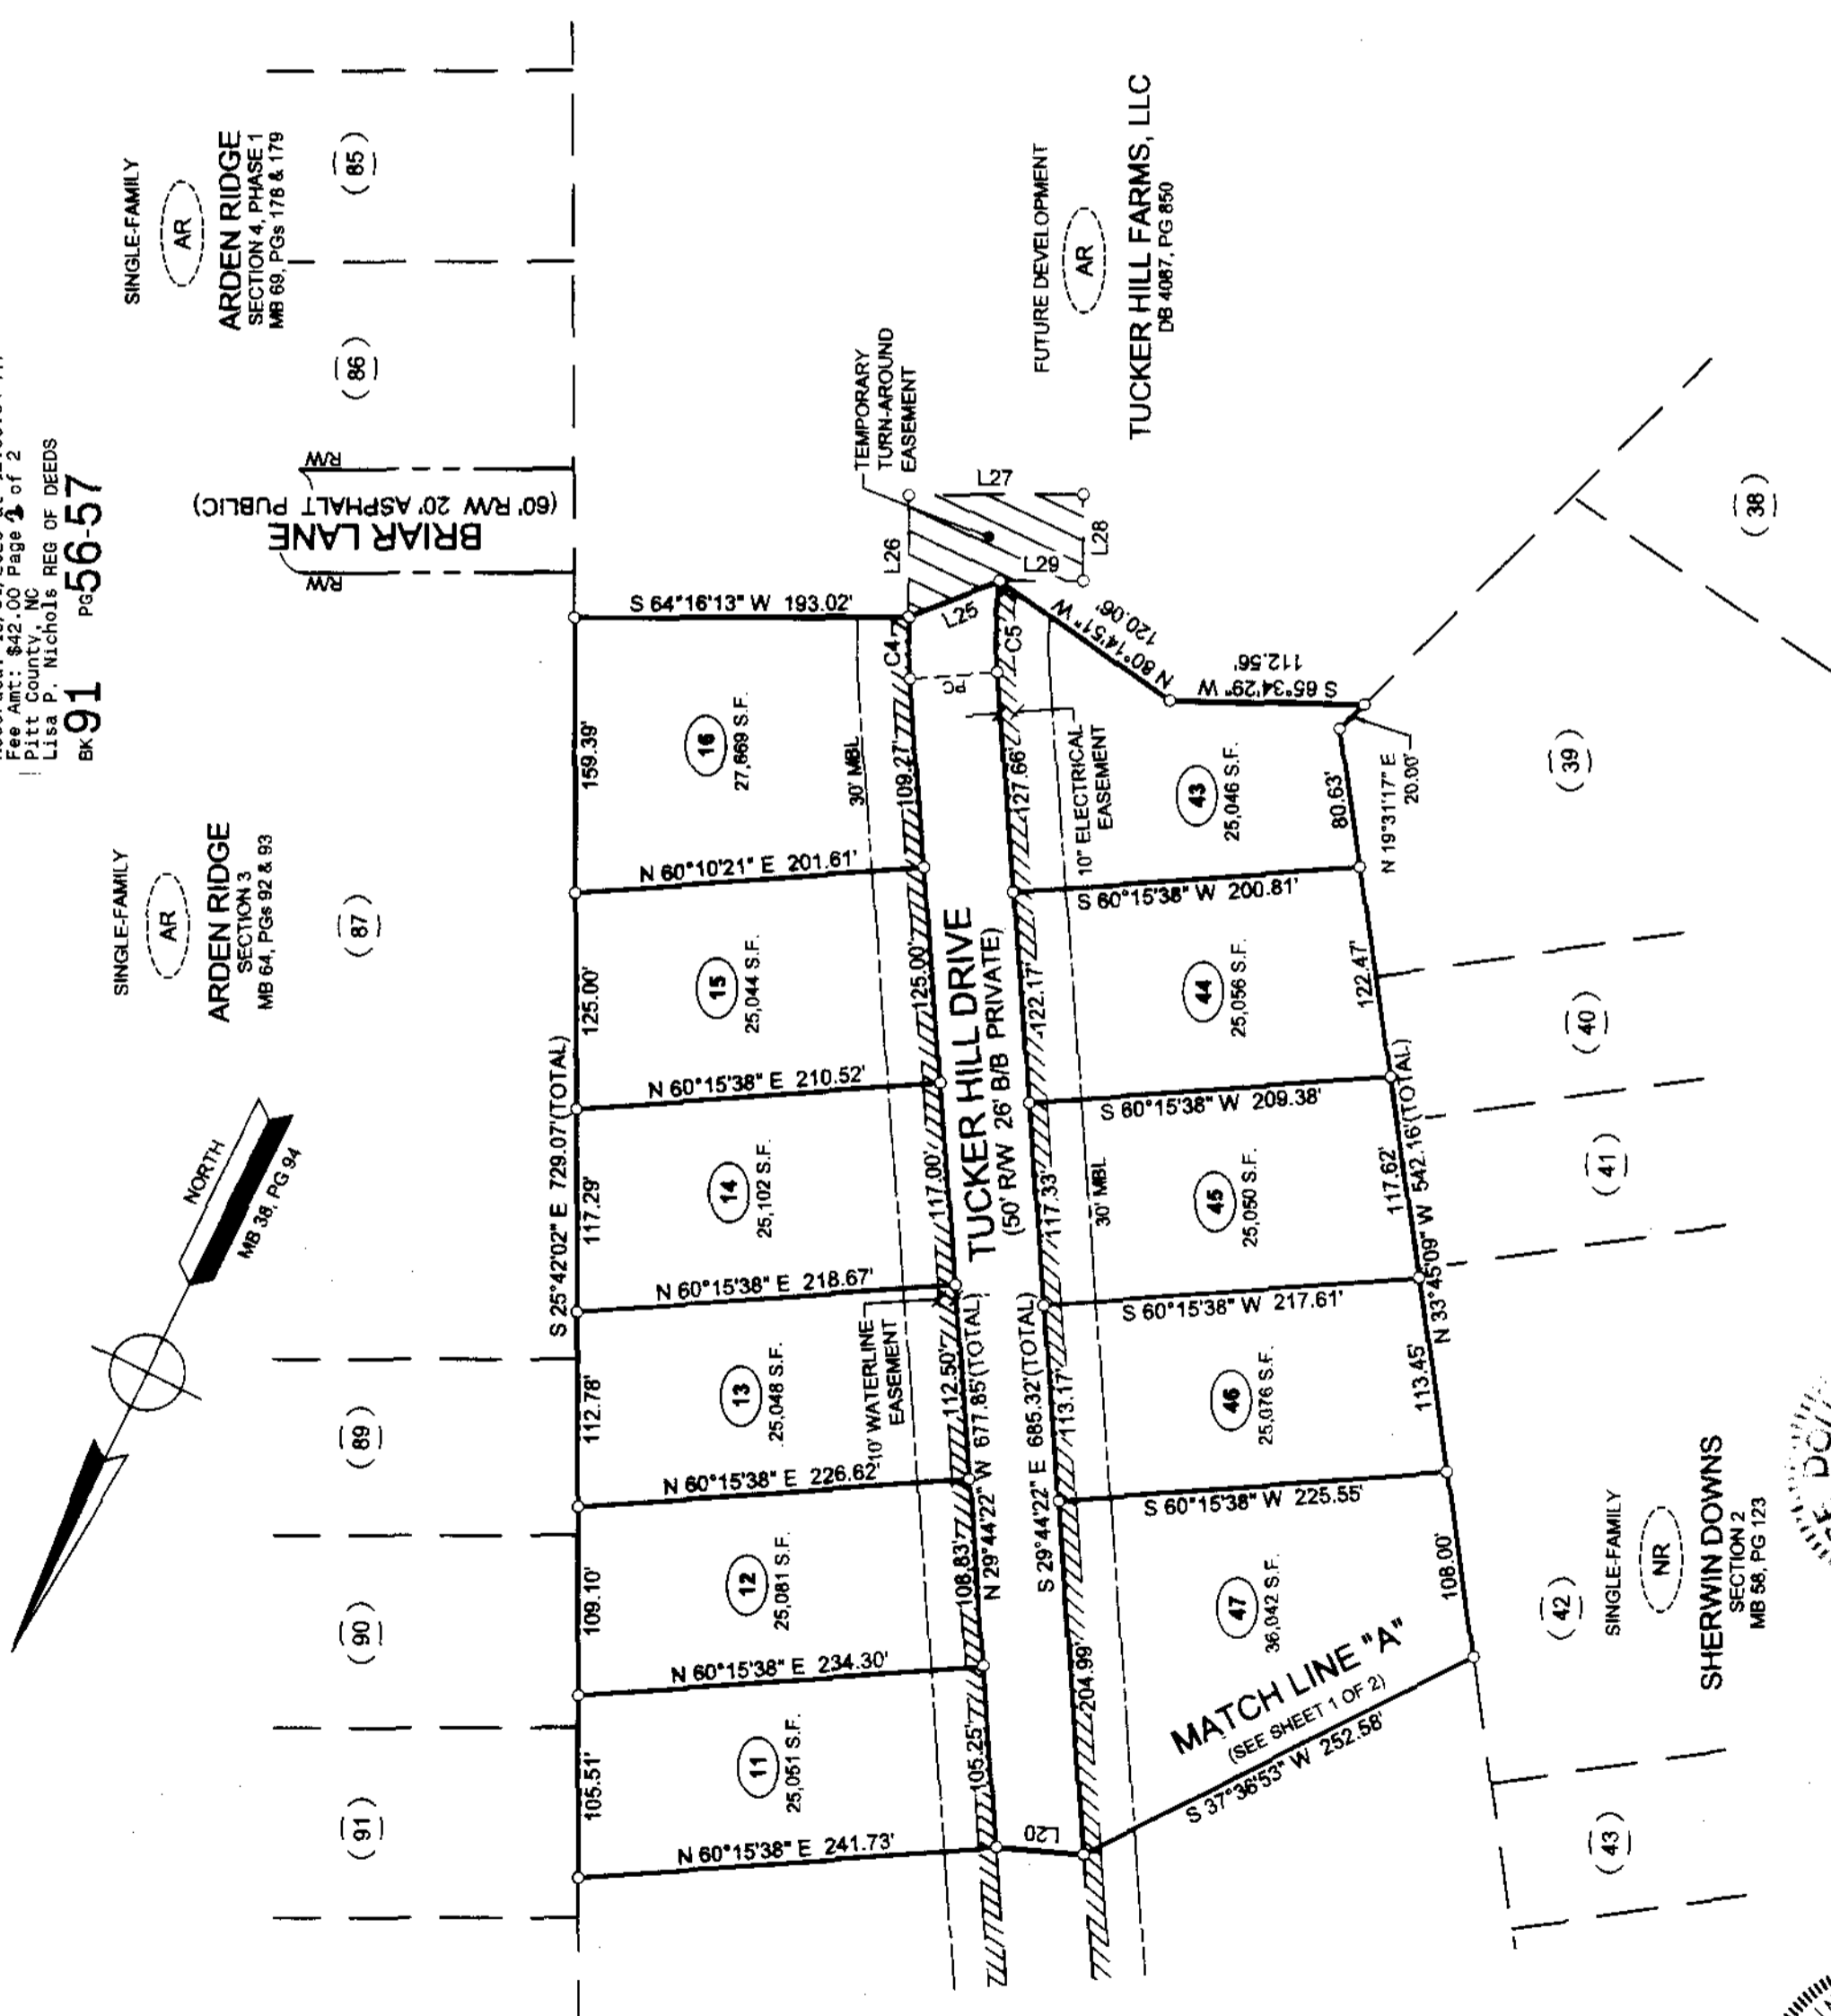 Fee Amt: $42.00 Page 2 of 2
Pitt County, NC
Lisa P. Nichols REG OF DEEDS
BK 91 PG 56-57
SINGLE-FAMILY
AR
ARDEN RIDGE
SECTION 4, PHASE 1
MB 69, PGs 178 & 179
(85)
(86)
R/W
BRIAR LANE
(60' R/W 20' ASPHALT PUBLIC)
R/W
SINGLE-FAMILY
AR
ARDEN RIDGE
SECTION 3
MB 64, PGs 92 & 93
(87)
NORTH
MB 38, PG 94
(89)
(90)
(91)
S 25°42'02" E 729.07'(TOTAL)
159.39'
125.00'
117.29'
112.78'
109.10'
105.51'
S 64°16'13" W 193.02'
16
27,669 S.F.
30' MBL
109.27'
C4
N 60°10'21" E 201.61'
15
25,044 S.F.
125.00'
N 60°15'38" E 210.52'
14
25,102 S.F.
117.00'
N 60°15'38" E 218.67'
13
25,048 S.F.
10' WATERLINE
EASEMENT
112.50'
N 60°15'38" E 226.62'
12
25,081 S.F.
108.83'
N 60°15'38" E 234.30'
11
25,051 S.F.
105.25'
N 60°15'38" E 241.73'
N 29°44'22" W 677.85'(TOTAL)
TUCKER HILL DRIVE
(50' R/W 26' B/B PRIVATE)
S 29°44'22" E 685.32'(TOTAL)
L20
PC
L25
L26
L27
L28
L29
TEMPORARY
TURN-AROUND
EASEMENT
FUTURE DEVELOPMENT
AR
TUCKER HILL FARMS, LLC
DB 4087, PG 850
C5
N 80°14'51" W
120.06'
S 65°34'29" W
112.56'
N 19°31'17" E
20.00'
127.66'
10" ELECTRICAL
EASEMENT
43
25,046 S.F.
80.63'
S 60°15'38" W 200.81'
122.17'
44
25,056 S.F.
122.47'
S 60°15'38" W 209.38'
117.33'
30' MBL
45
25,050 S.F.
117.62'
S 60°15'38" W 217.61'
113.17'
46
25,076 S.F.
113.45'
S 60°15'38" W 225.55'
204.99'
47
36,042 S.F.
108.00'
N 33°45'09" W 542.16'(TOTAL)
MATCH LINE "A"
(SEE SHEET 1 OF 2)
S 37°36'53" W 252.58'
(38)
(39)
(40)
(41)
(42)
(43)
SINGLE-FAMILY
NR
SHERWIN DOWNS
SECTION 2
MB 58, PG 123